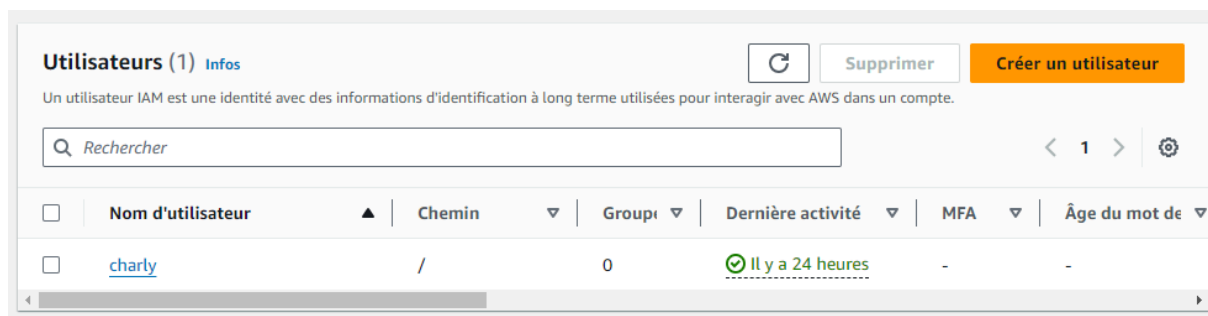 Utilisateurs (1) Infos
Supprimer
Créer un utilisateur
Un utilisateur IAM est une identité avec des informations d'identification à long terme utilisées pour interagir avec AWS dans un compte.
Rechercher
1
Nom d'utilisateur Chemin Groupe Dernière activité MFA Âge du mot de
charly / 0 Il y a 24 heures - -